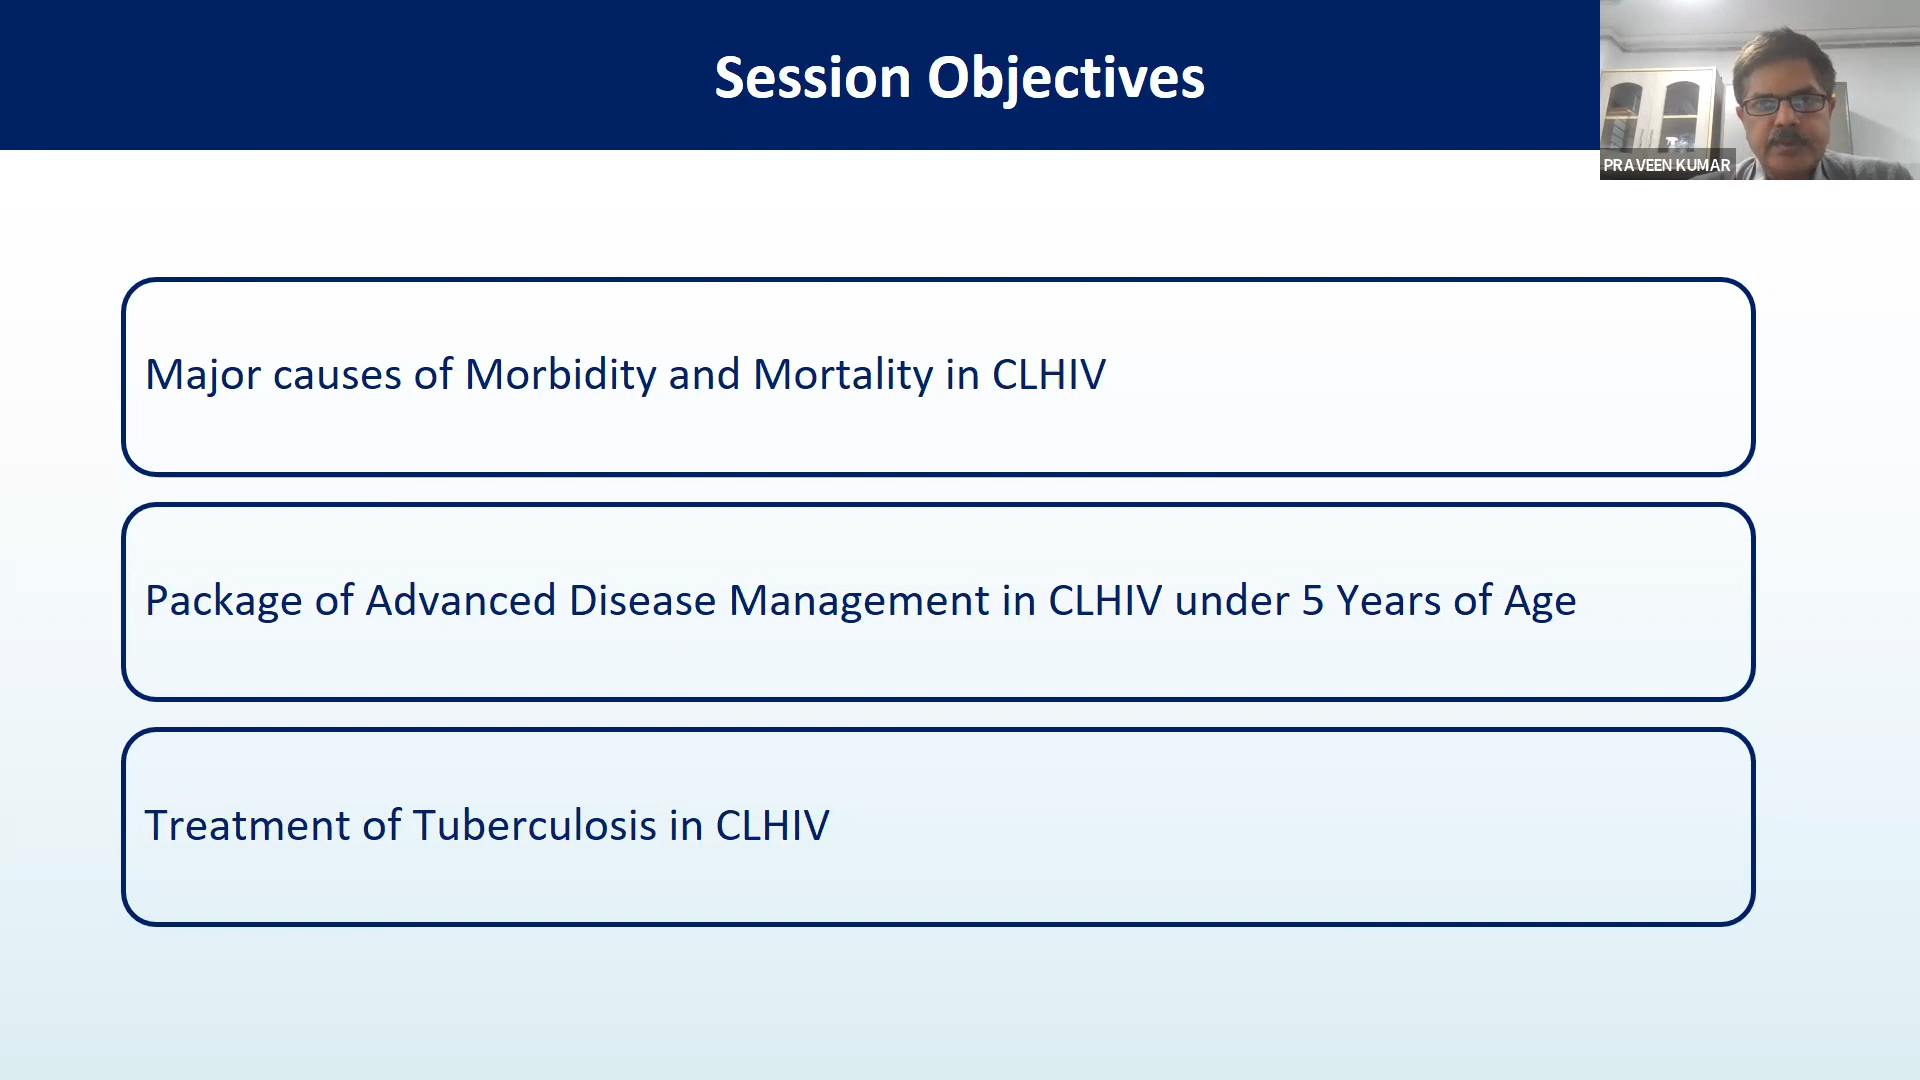 Session Objectives
PRAVEEN KUMAR
Major causes of Morbidity and Mortality in CLHIV
Package of Advanced Disease Management in CLHIV under 5 Years of Age
Treatment of Tuberculosis in CLHIV